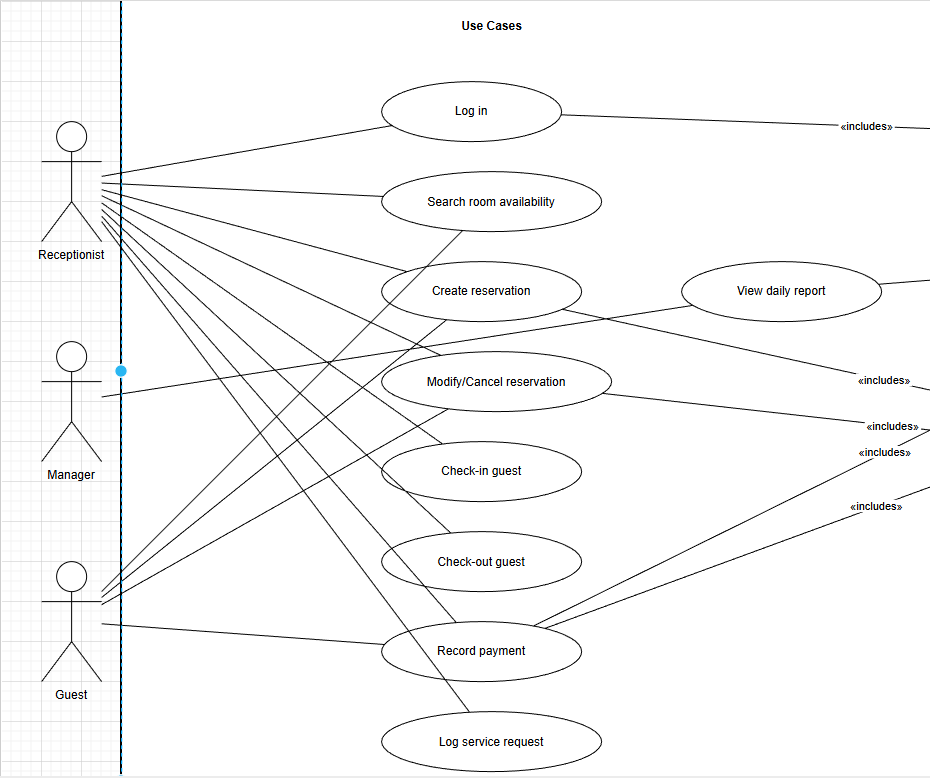 Use Cases
Log in
«includes»
Search room availability
Receptionist
Create reservation
View daily report
Modify/Cancel reservation
«includes»
«includes»
«includes»
Manager
Check-in guest
«includes»
Check-out guest
Record payment
Guest
Log service request